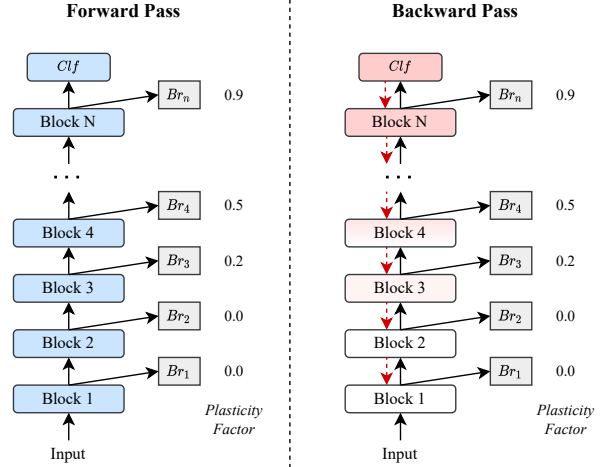 Forward Pass
Clf
Br_n 0.9
Block N
...
Br_4 0.5
Block 4
Br_3 0.2
Block 3
Br_2 0.0
Block 2
Br_1 0.0
Block 1
Plasticity
Factor
Input
Backward Pass
Clf
Br_n 0.9
Block N
...
Br_4 0.5
Block 4
Br_3 0.2
Block 3
Br_2 0.0
Block 2
Br_1 0.0
Block 1
Plasticity
Factor
Input